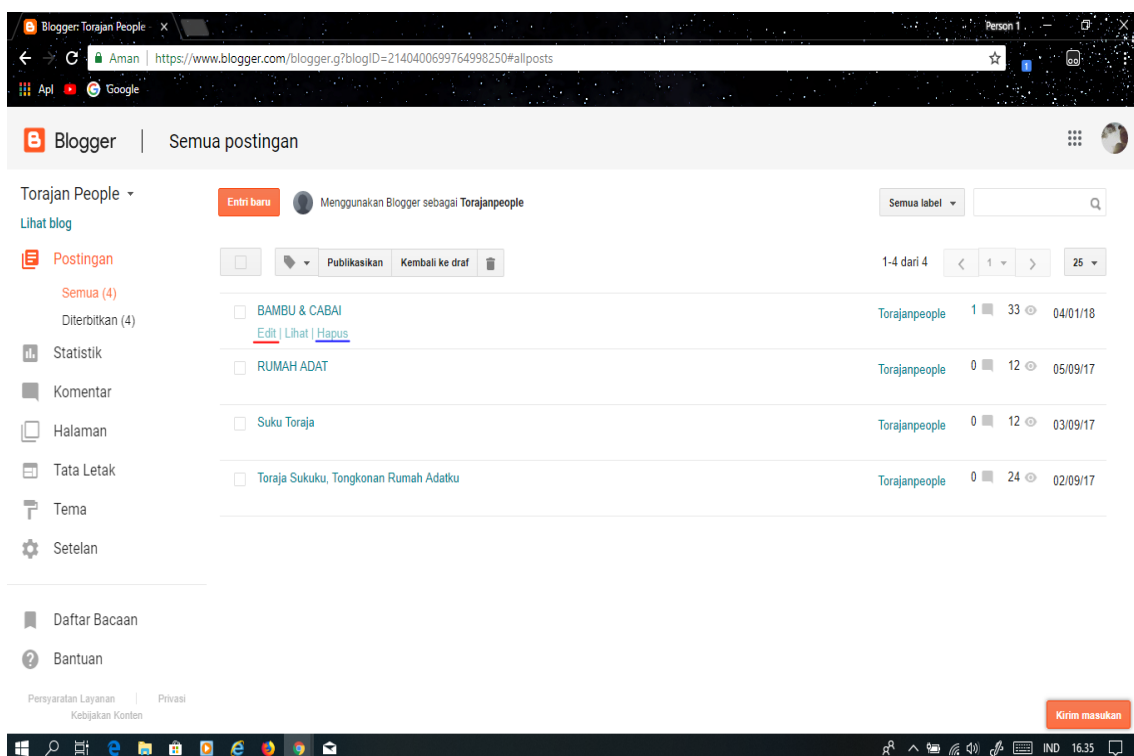 Blogger: Torajan People -
Person 1
Aman | https://www.blogger.com/blogger.g?blogID=2140400699764998250#allposts
1
Apl Google
Blogger | Semua postingan
Torajan People
Lihat blog
Entri baru Menggunakan Blogger sebagai Torajanpeople Semua label
Postingan
Publikasikan Kembali ke draf 1-4 dari 4 1 25
Semua (4)
Diterbitkan (4)
BAMBU & CABAI Torajanpeople 1 33 04/01/18
Edit | Lihat | Hapus
Statistik
RUMAH ADAT Torajanpeople 0 12 05/09/17
Komentar
Halaman
Suku Toraja Torajanpeople 0 12 03/09/17
Tata Letak
Toraja Sukuku, Tongkonan Rumah Adatku Torajanpeople 0 24 02/09/17
Tema
Setelan
Daftar Bacaan
Bantuan
Persyaratan Layanan | Privasi
Kebijakan Konten
Kirim masukan
IND 16.35